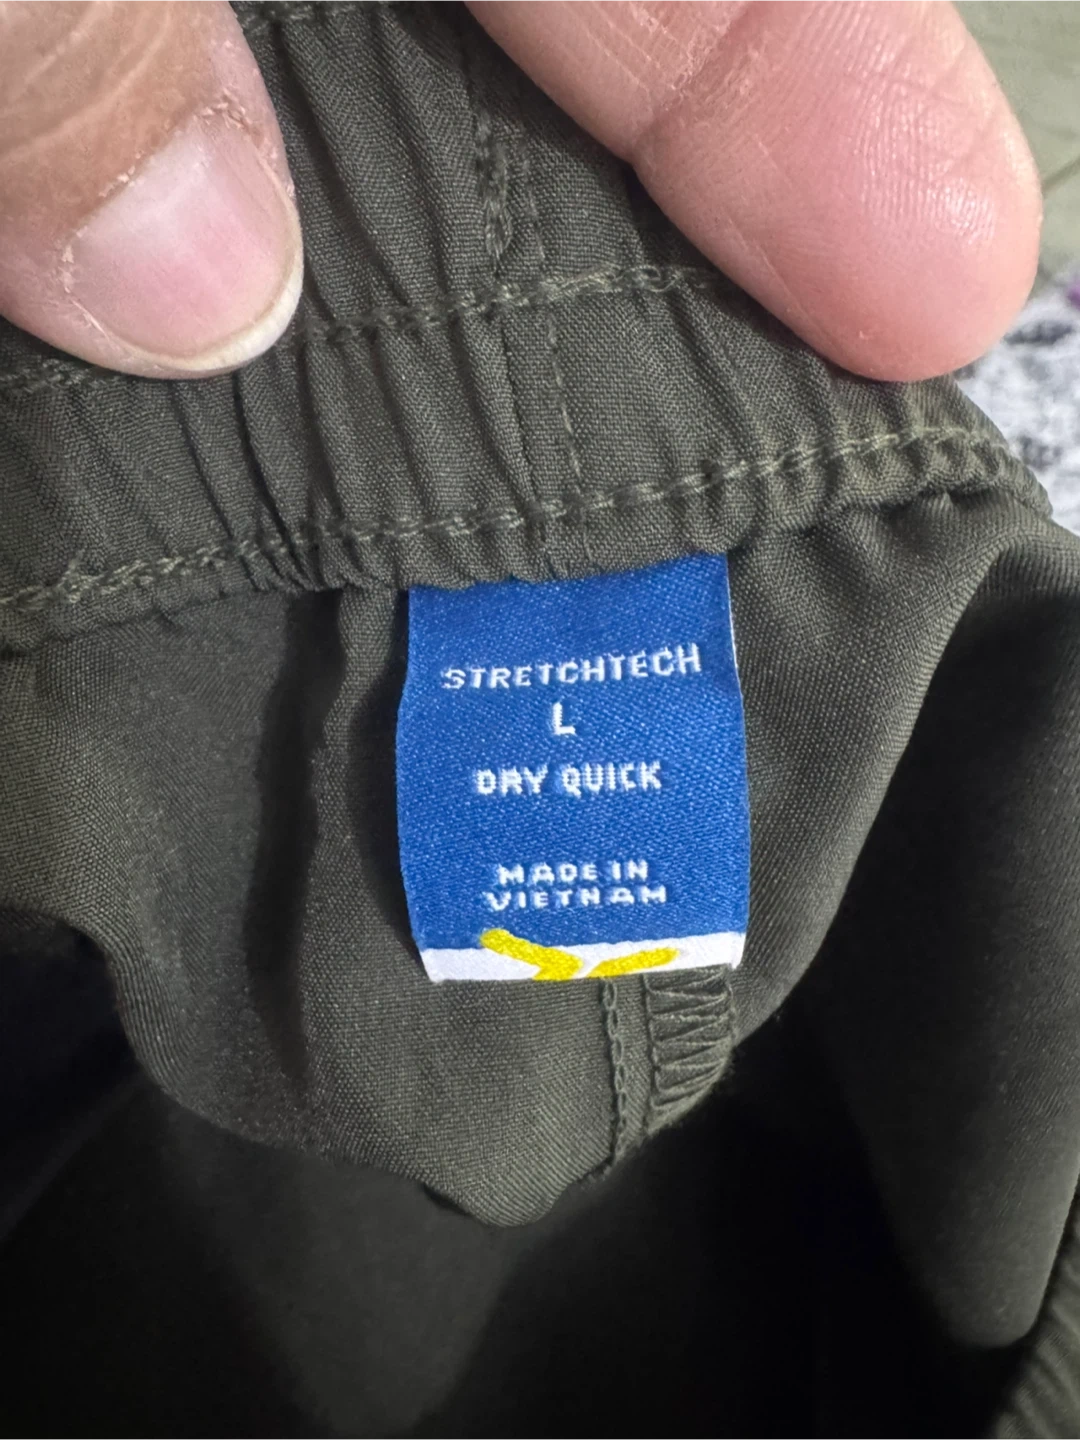 STRETCHTECH
L
DRY QUICK
MADE IN
VIETNAM